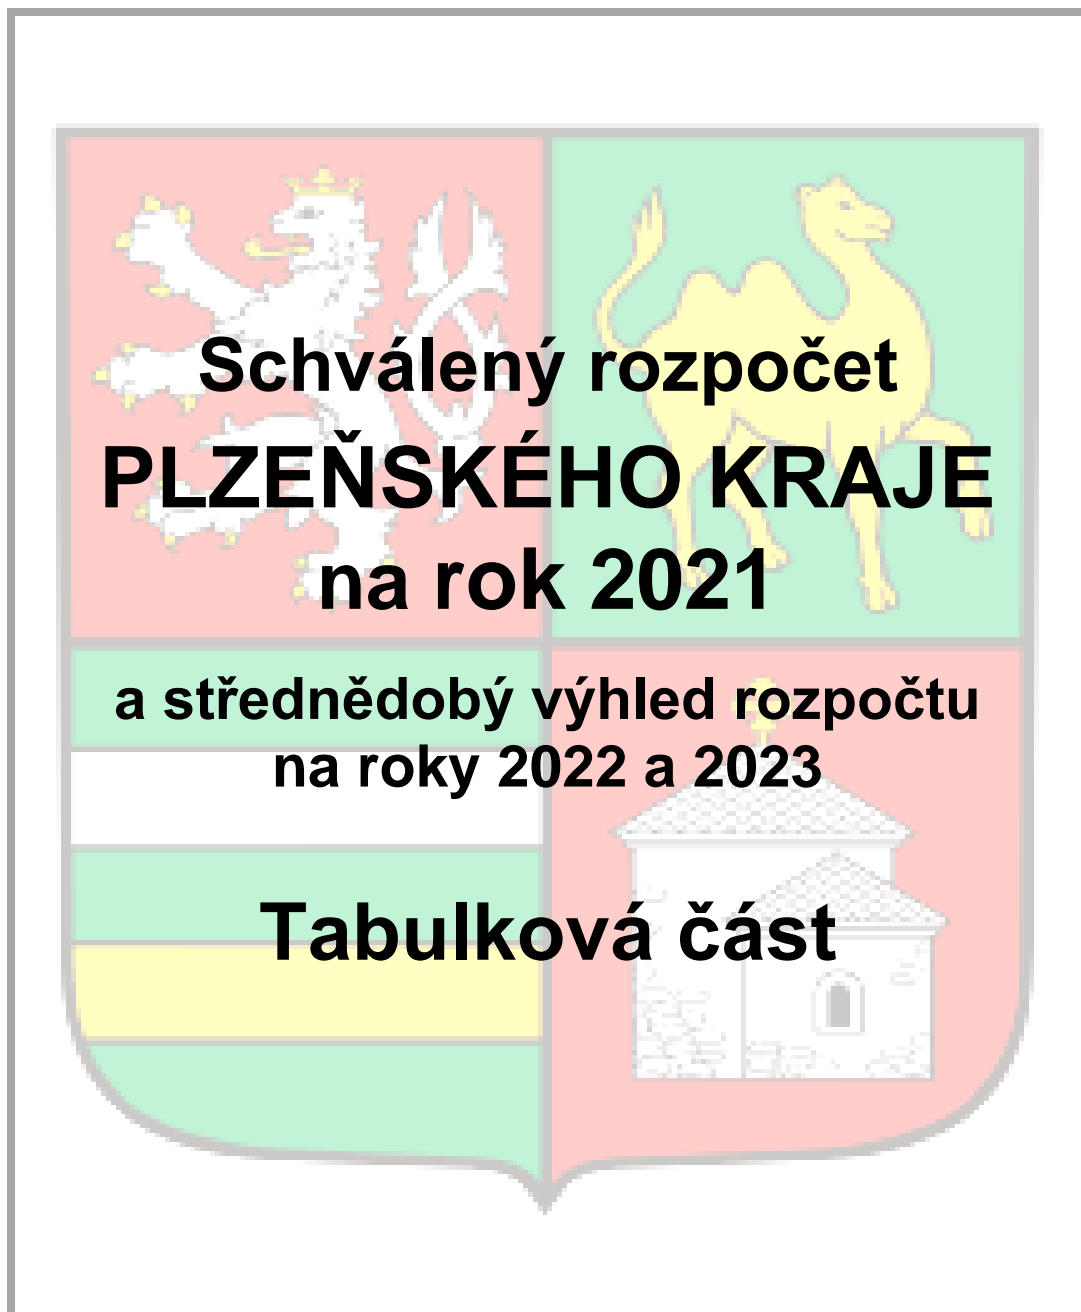 Schválený rozpočet
PLZEŇSKÉHO KRAJE
na rok 2021
a střednědobý výhled rozpočtu
na roky 2022 a 2023
Tabulková část